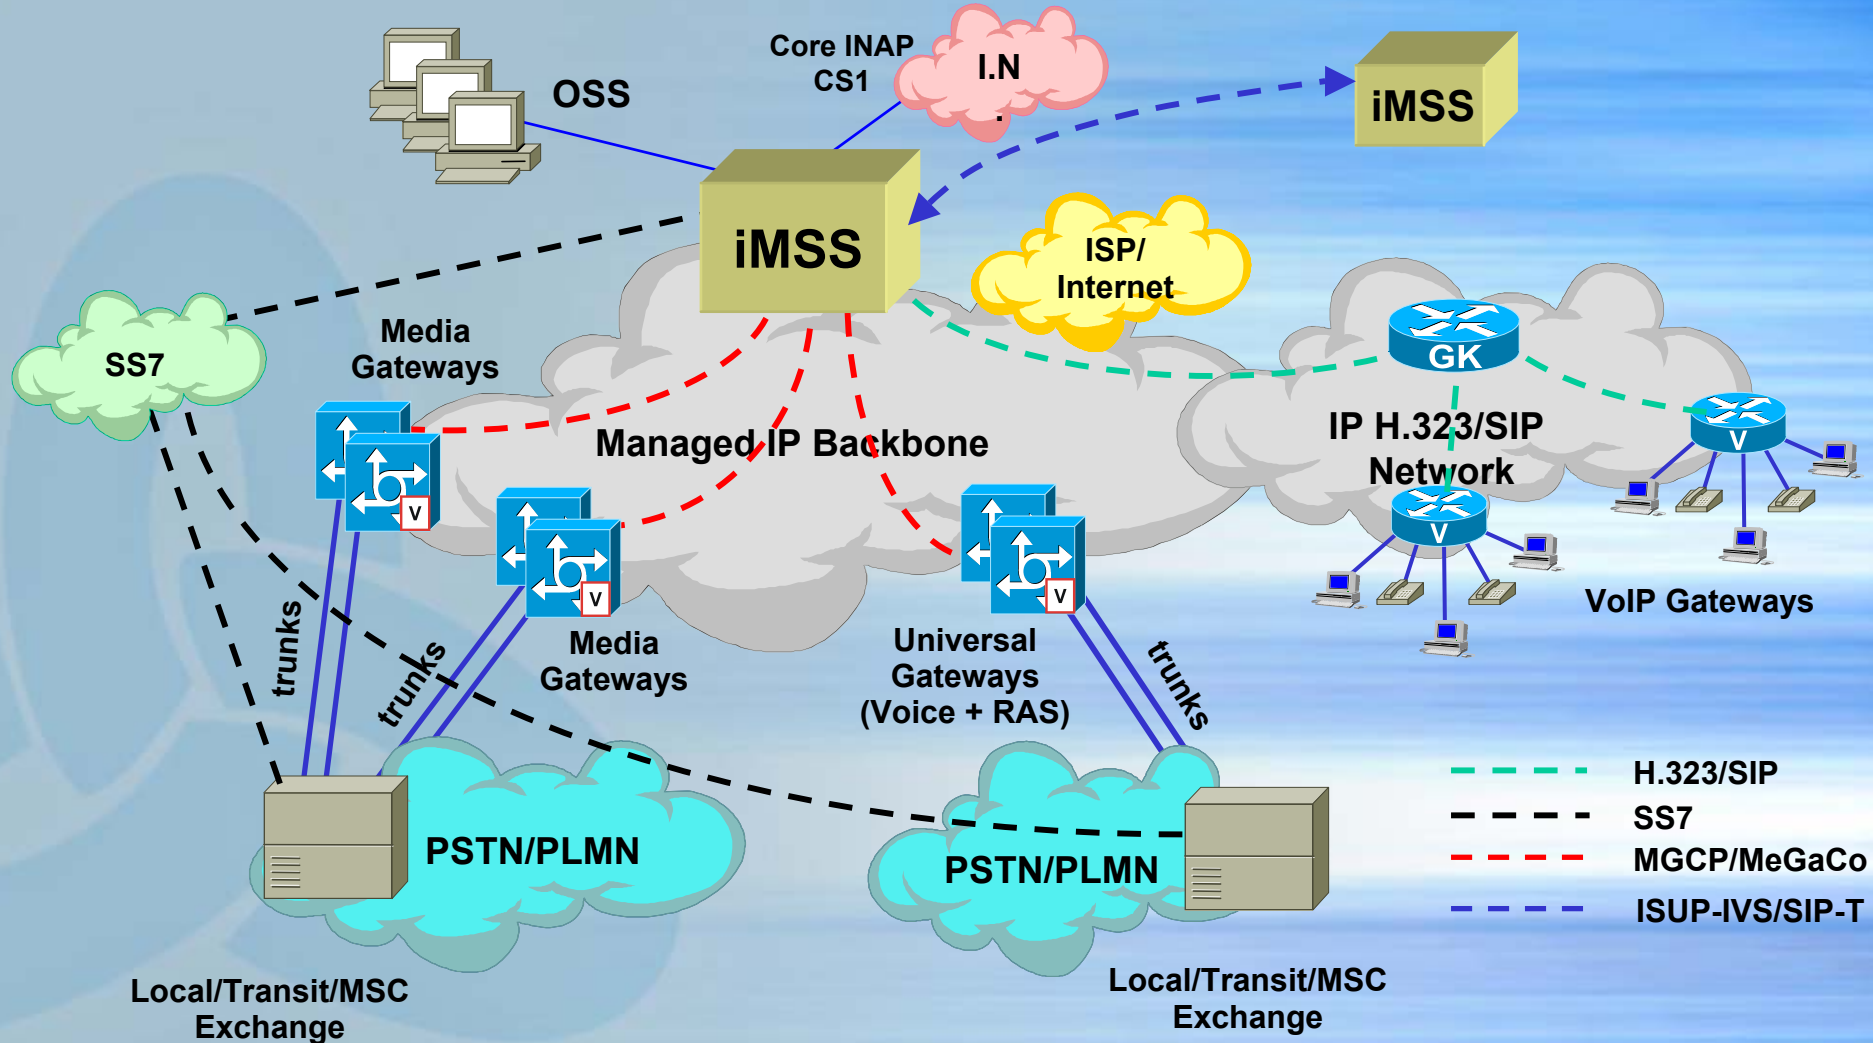 Core INAP
CS1
I.N
.
OSS
iMSS
iMSS
ISP/
Internet
Media
Gateways
SS7
GK
Managed IP Backbone
IP H.323/SIP
Network
V
V
V
V
V
VoIP Gateways
trunks
trunks
trunks
Media
Gateways
Universal
Gateways
(Voice + RAS)
PSTN/PLMN
PSTN/PLMN
H.323/SIP
SS7
MGCP/MeGaCo
ISUP-IVS/SIP-T
Local/Transit/MSC
Exchange
Local/Transit/MSC
Exchange